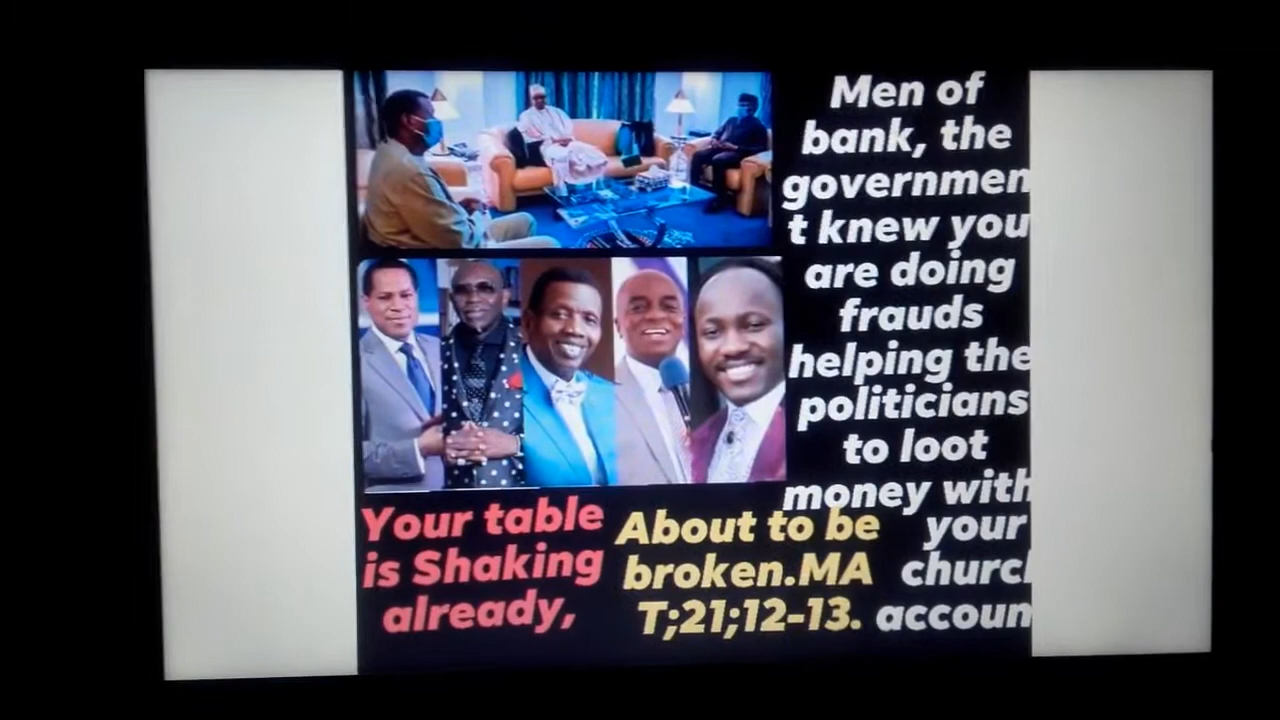 Men of
bank, the
governmen
t knew you
are doing
frauds
helping the
politicians
to loot
money with
your
churcl
accoun
Your table
is Shaking
already,
About to be
broken.MA
T;21;12-13.